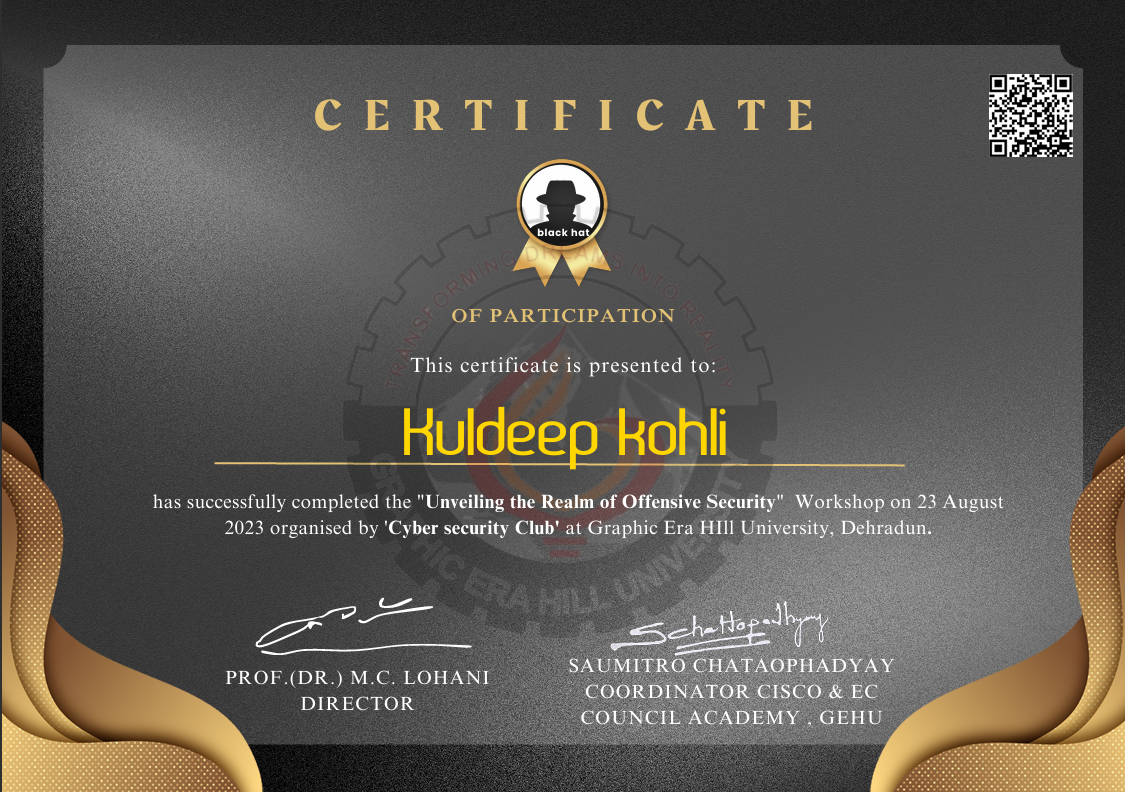 CERTIFICATE
black hat
TRANSFORMING DREAMS INTO REALITY
OF PARTICIPATION
This certificate is presented to:
Kuldeep kohli
has successfully completed the "Unveiling the Realm of Offensive Security" Workshop on 23 August
2023 organised by 'Cyber security Club' at Graphic Era HIll University, Dehradun.
GRAPHIC ERA HILL UNIVERSITY
Schattopadhyay
PROF.(DR.) M.C. LOHANI
DIRECTOR
SAUMITRO CHATAOPHADYAY
COORDINATOR CISCO & EC
COUNCIL ACADEMY , GEHU